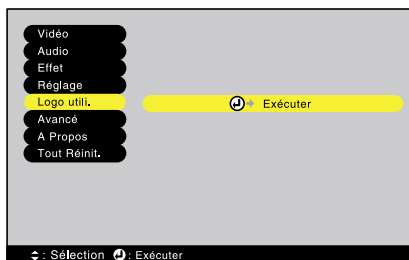 Vidéo
Audio
Effet
Réglage
Logo utili.
Exécuter
Avancé
A Propos
Tout Réinit.
: Sélection : Exécuter